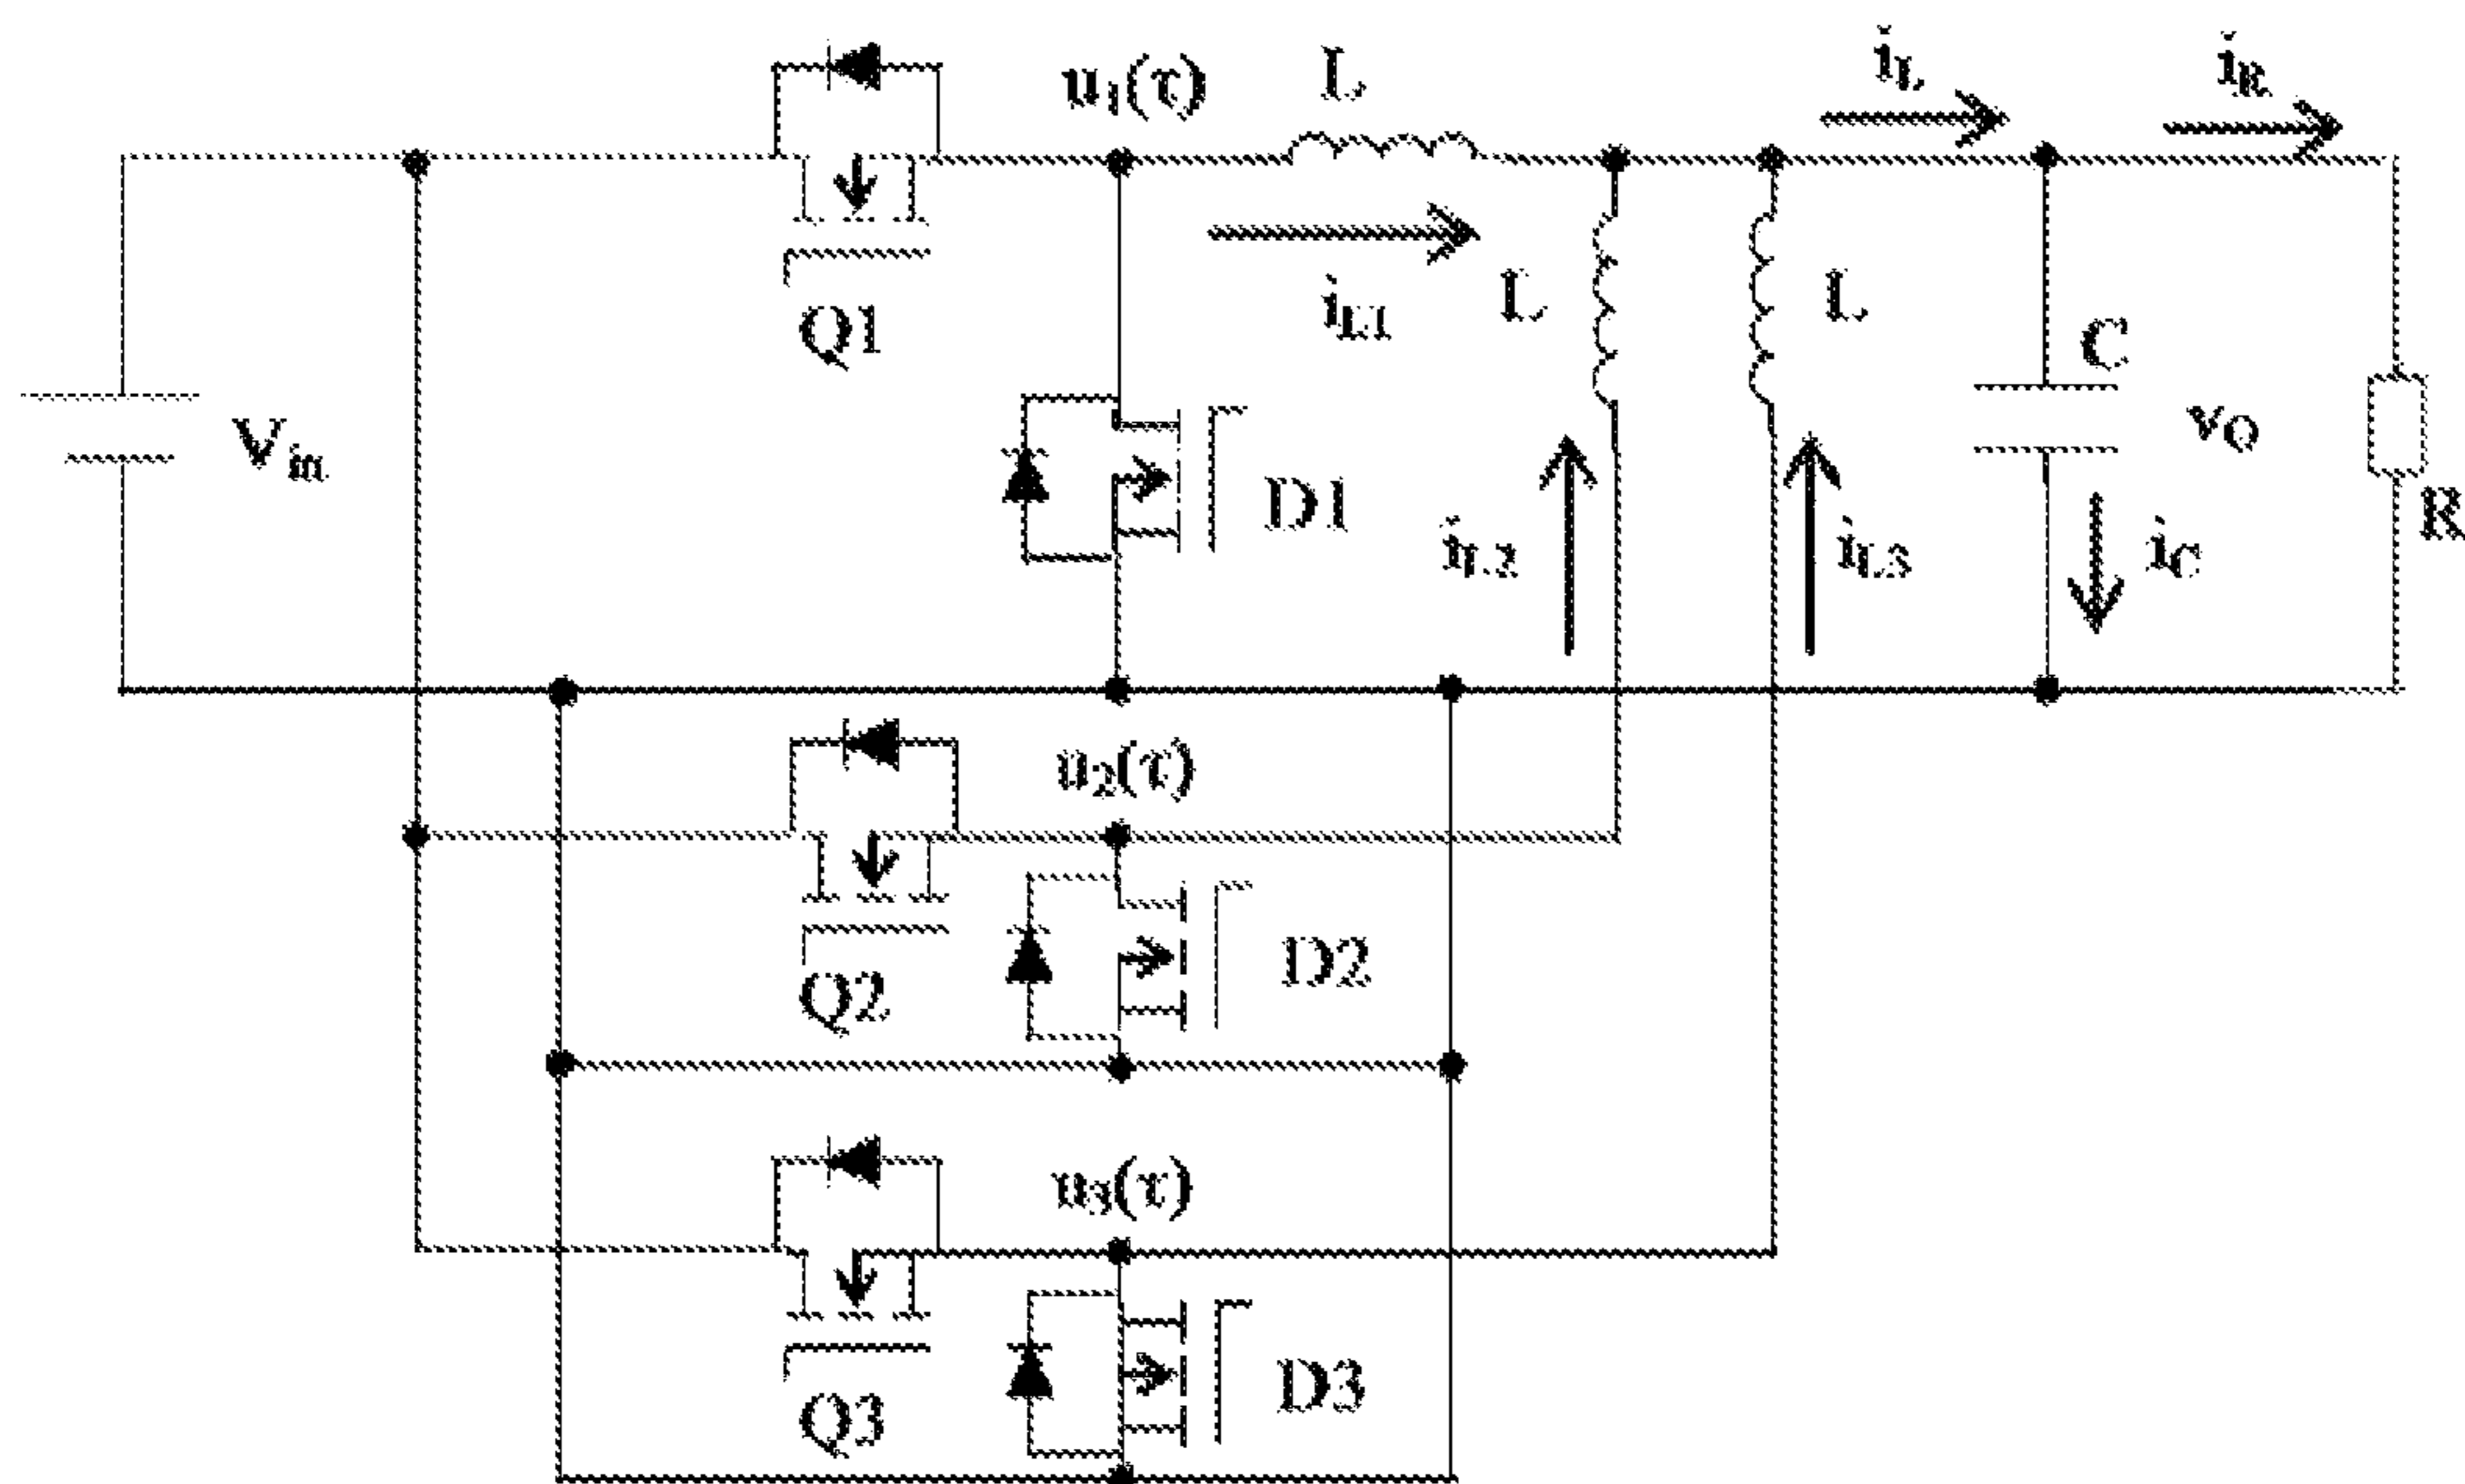 u₁(τ)
L
i_L
i_R
Q1
i_L1
L
L
C
V_in
v_O
D1
R
i_L2
i_L3
i_C
u₂(τ)
D2
Q2
u₃(τ)
D3
Q3